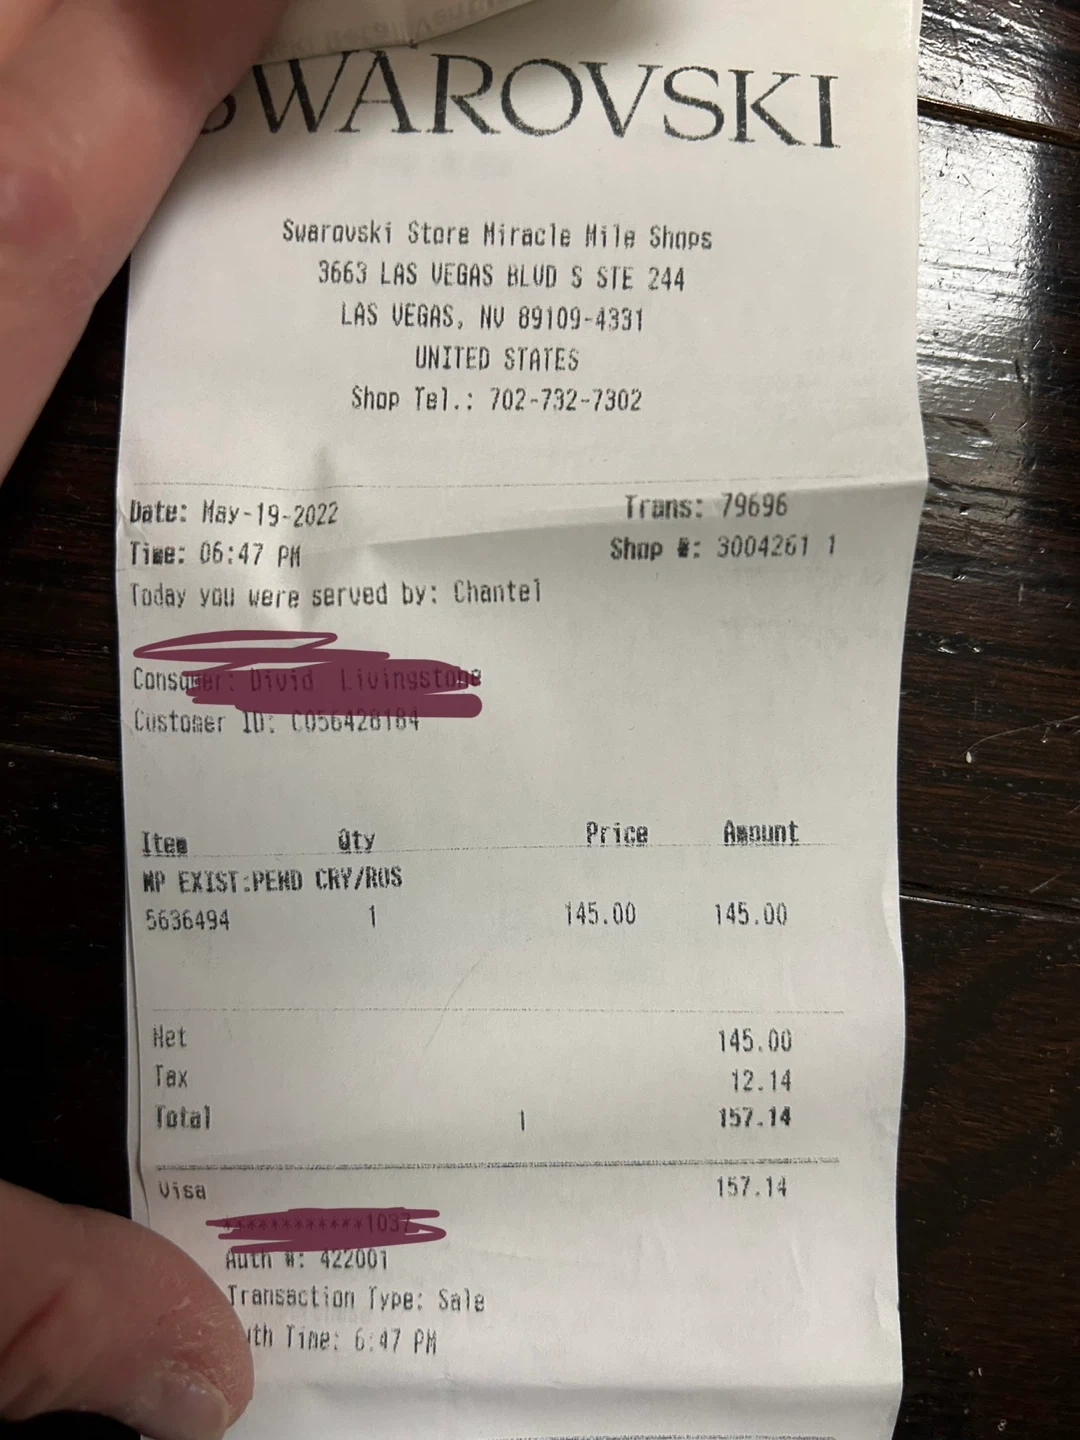 SWAROVSKI
Swarovski Store Miracle Mile Shops
3663 LAS VEGAS BLVD S STE 244
LAS VEGAS, NV 89109-4331
UNITED STATES
Shop Tel.: 702-732-7302
Date: May-19-2022 Trans: 79696
Time: 06:47 PM Shop #: 3004261 1
Today you were served by: Chantel
Customer ID: C056428184
Item Qty Price Amount
MP EXIST:PEND CRY/ROS
5636494 1 145.00 145.00
Net 145.00
Tax 12.14
Total 1 157.14
Visa 157.14
Auth #: 422001
Transaction Type: Sale
Time: 6:47 PM